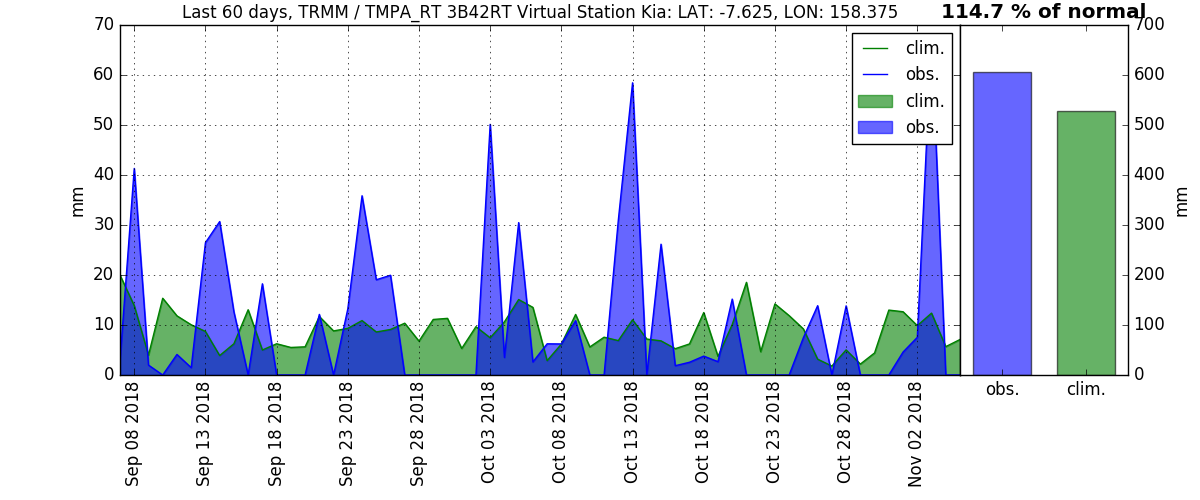 Last 60 days, TRMM / TMPA_RT 3B42RT Virtual Station Kia: LAT: -7.625, LON: 158.375
114.7 % of normal
70
60
50
40
30
20
10
0
mm
clim.
obs.
clim.
obs.
Sep 08 2018
Sep 13 2018
Sep 18 2018
Sep 23 2018
Sep 28 2018
Oct 03 2018
Oct 08 2018
Oct 13 2018
Oct 18 2018
Oct 23 2018
Oct 28 2018
Nov 02 2018
obs.
clim.
700
600
500
400
300
200
100
0
mm